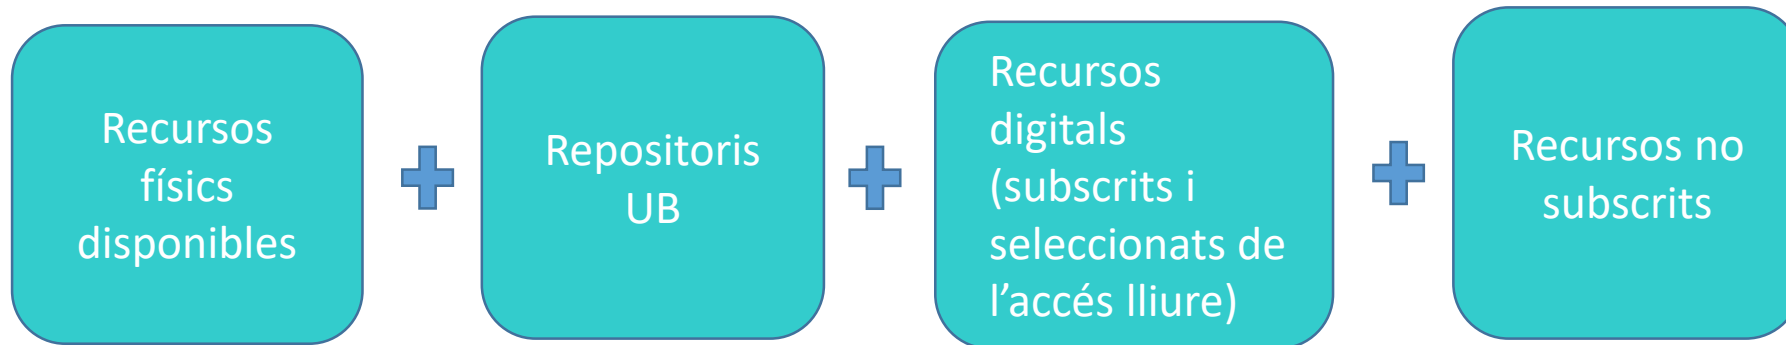 Recursos
físics
disponibles
Repositoris
UB
Recursos
digitals
(subscrits i
seleccionats de
l’accés lliure)
Recursos no
subscrits